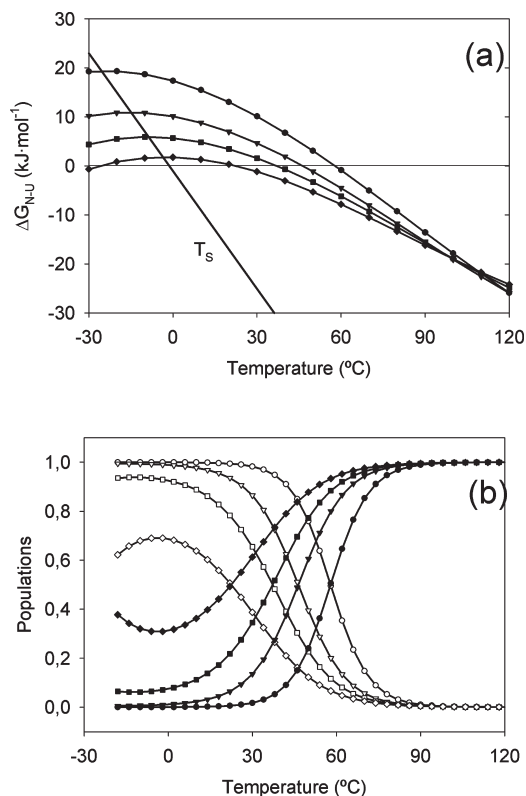 (a)
30
20
10
0
-10
-20
-30
ΔG_N-U (kJ·mol⁻¹)
T_S
-30 0 30 60 90 120
Temperature (ºC)
(b)
1,0
0,8
0,6
0,4
0,2
0,0
Populations
-30 0 30 60 90 120
Temperature (ºC)